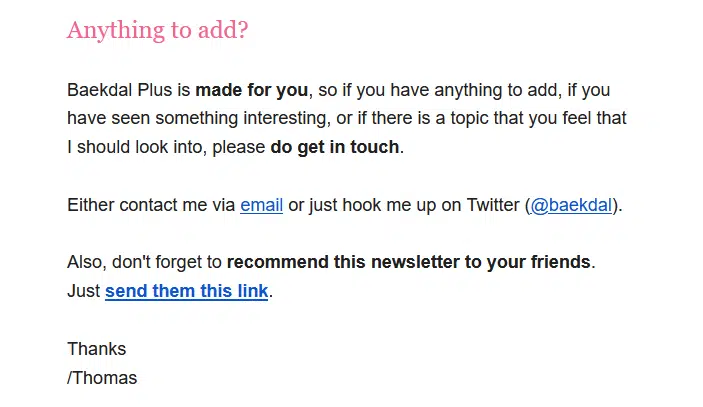 Anything to add?
Baekdal Plus is made for you, so if you have anything to add, if you
have seen something interesting, or if there is a topic that you feel that
I should look into, please do get in touch.
Either contact me via email or just hook me up on Twitter (@baekdal).
Also, don't forget to recommend this newsletter to your friends.
Just send them this link.
Thanks
/Thomas